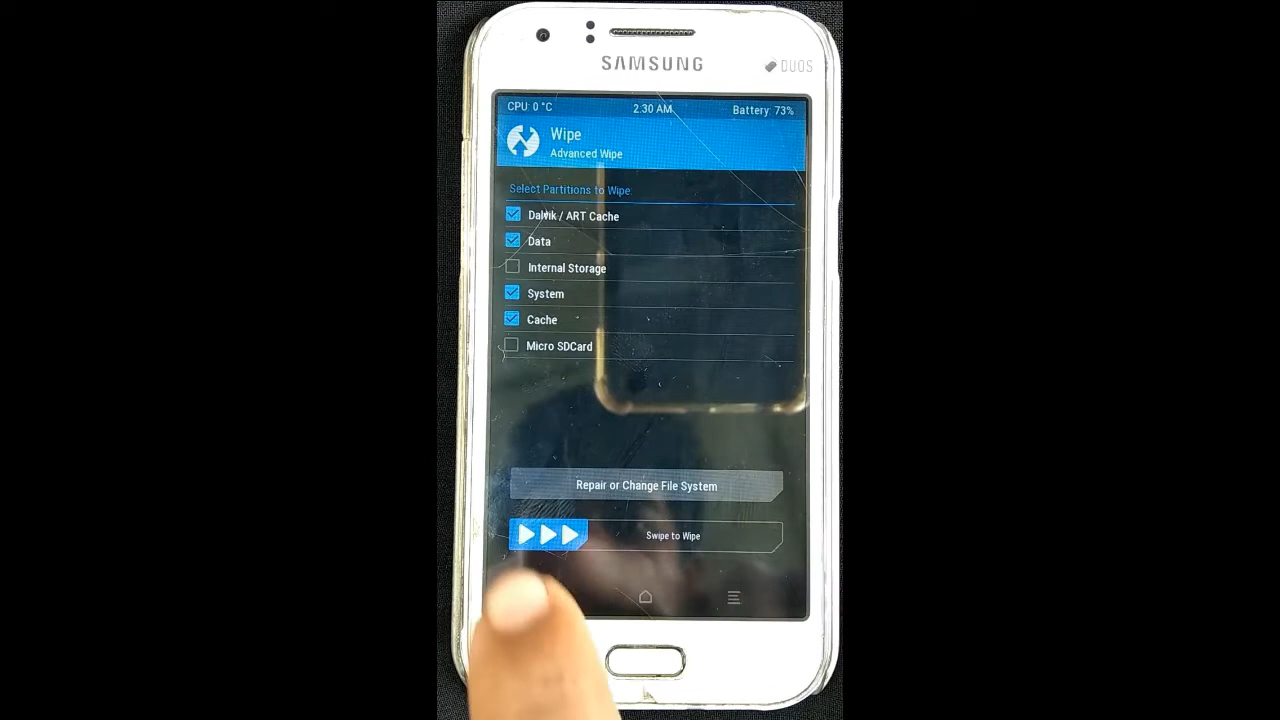 SAMSUNG
DUOS
CPU: 0 °C 2:30 AM Battery: 73%
Wipe
Advanced Wipe
Select Partitions to Wipe:
Dalvik / ART Cache
Data
Internal Storage
System
Cache
Micro SDCard
Repair or Change File System
Swipe to Wipe